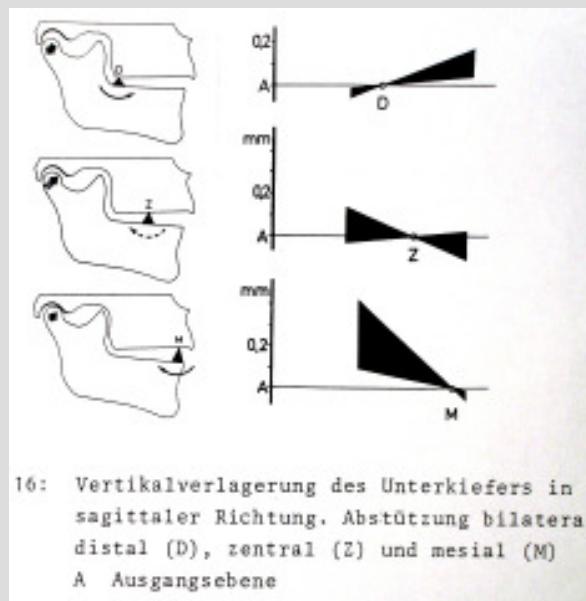 D
0,2
A
D
Z
mm
0,2
A
Z
M
mm
0,2
A
M
16: Vertikalverlagerung des Unterkiefers in
sagittaler Richtung. Abstützung bilatera
distal (D), zentral (Z) und mesial (M)
A Ausgangsebene